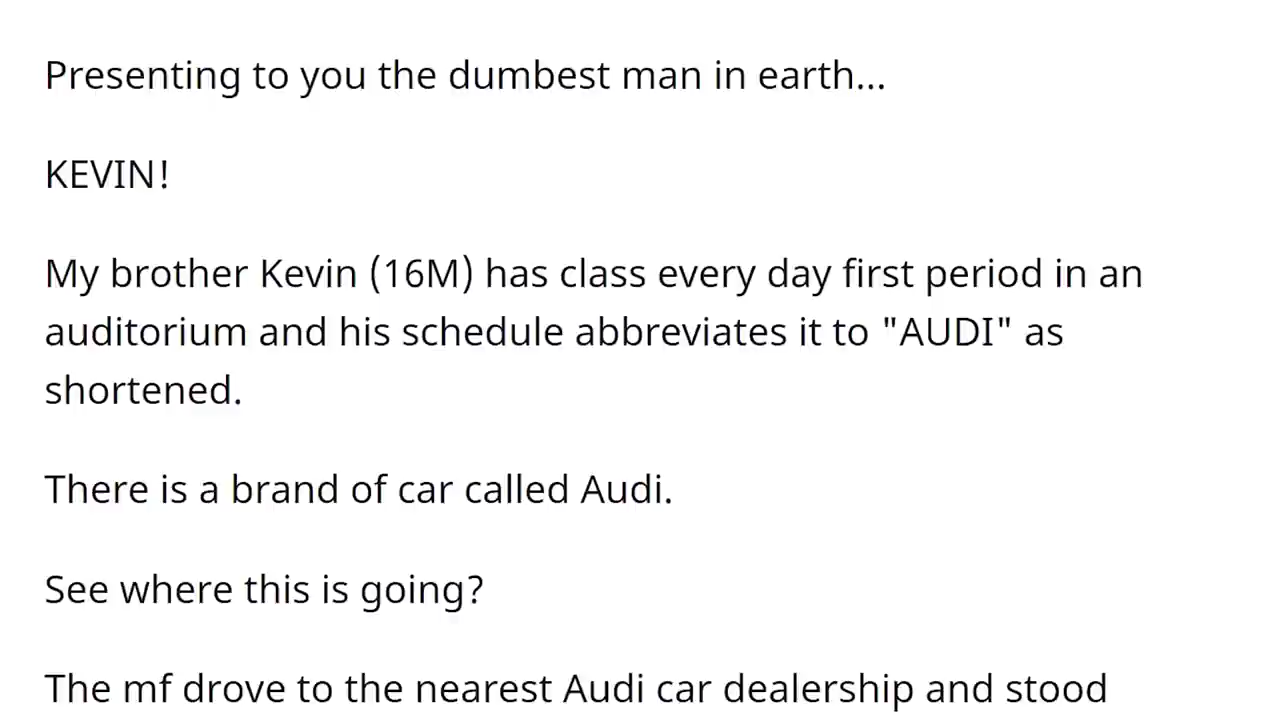 Presenting to you the dumbest man in earth...
KEVIN!
My brother Kevin (16M) has class every day first period in an
auditorium and his schedule abbreviates it to "AUDI" as
shortened.
There is a brand of car called Audi.
See where this is going?
The mf drove to the nearest Audi car dealership and stood